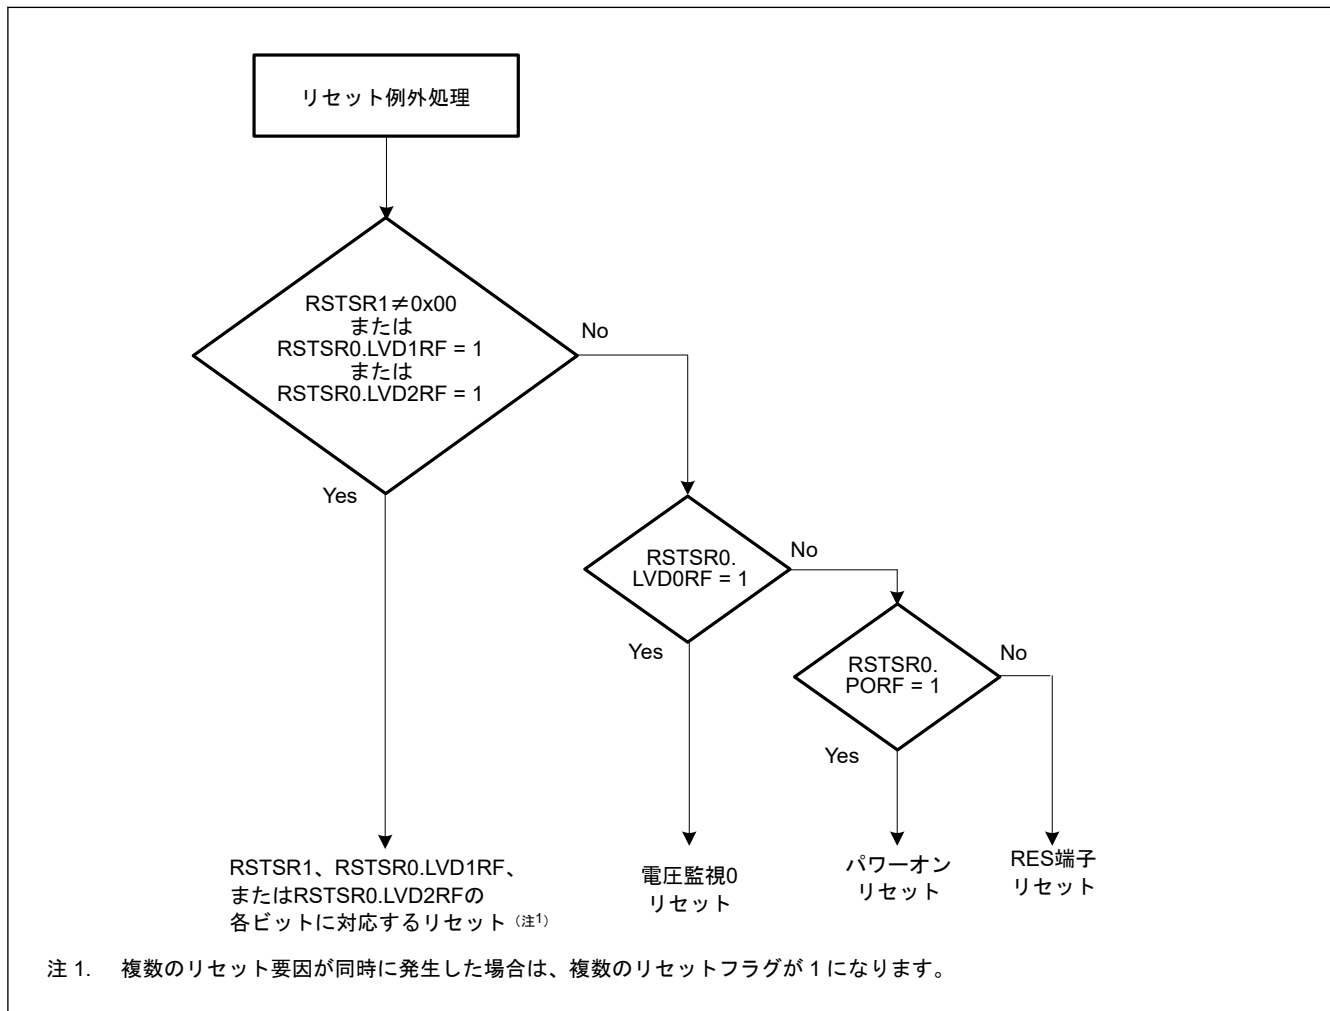 リセット例外処理
RSTSR1≠0x00
または
RSTSR0.LVD1RF = 1
または
RSTSR0.LVD2RF = 1
No
Yes
RSTSR0.
LVD0RF = 1
No
Yes
RSTSR0.
PORF = 1
No
Yes
RSTSR1、RSTSR0.LVD1RF、
またはRSTSR0.LVD2RFの
各ビットに対応するリセット（注1）
電圧監視0
リセット
パワーオン
リセット
RES端子
リセット
注 1. 複数のリセット要因が同時に発生した場合は、複数のリセットフラグが 1 になります。